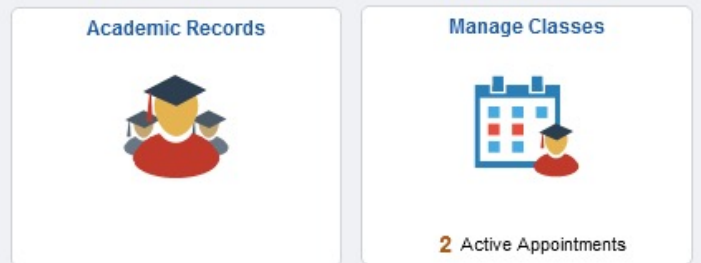 Academic Records
Manage Classes
2 Active Appointments